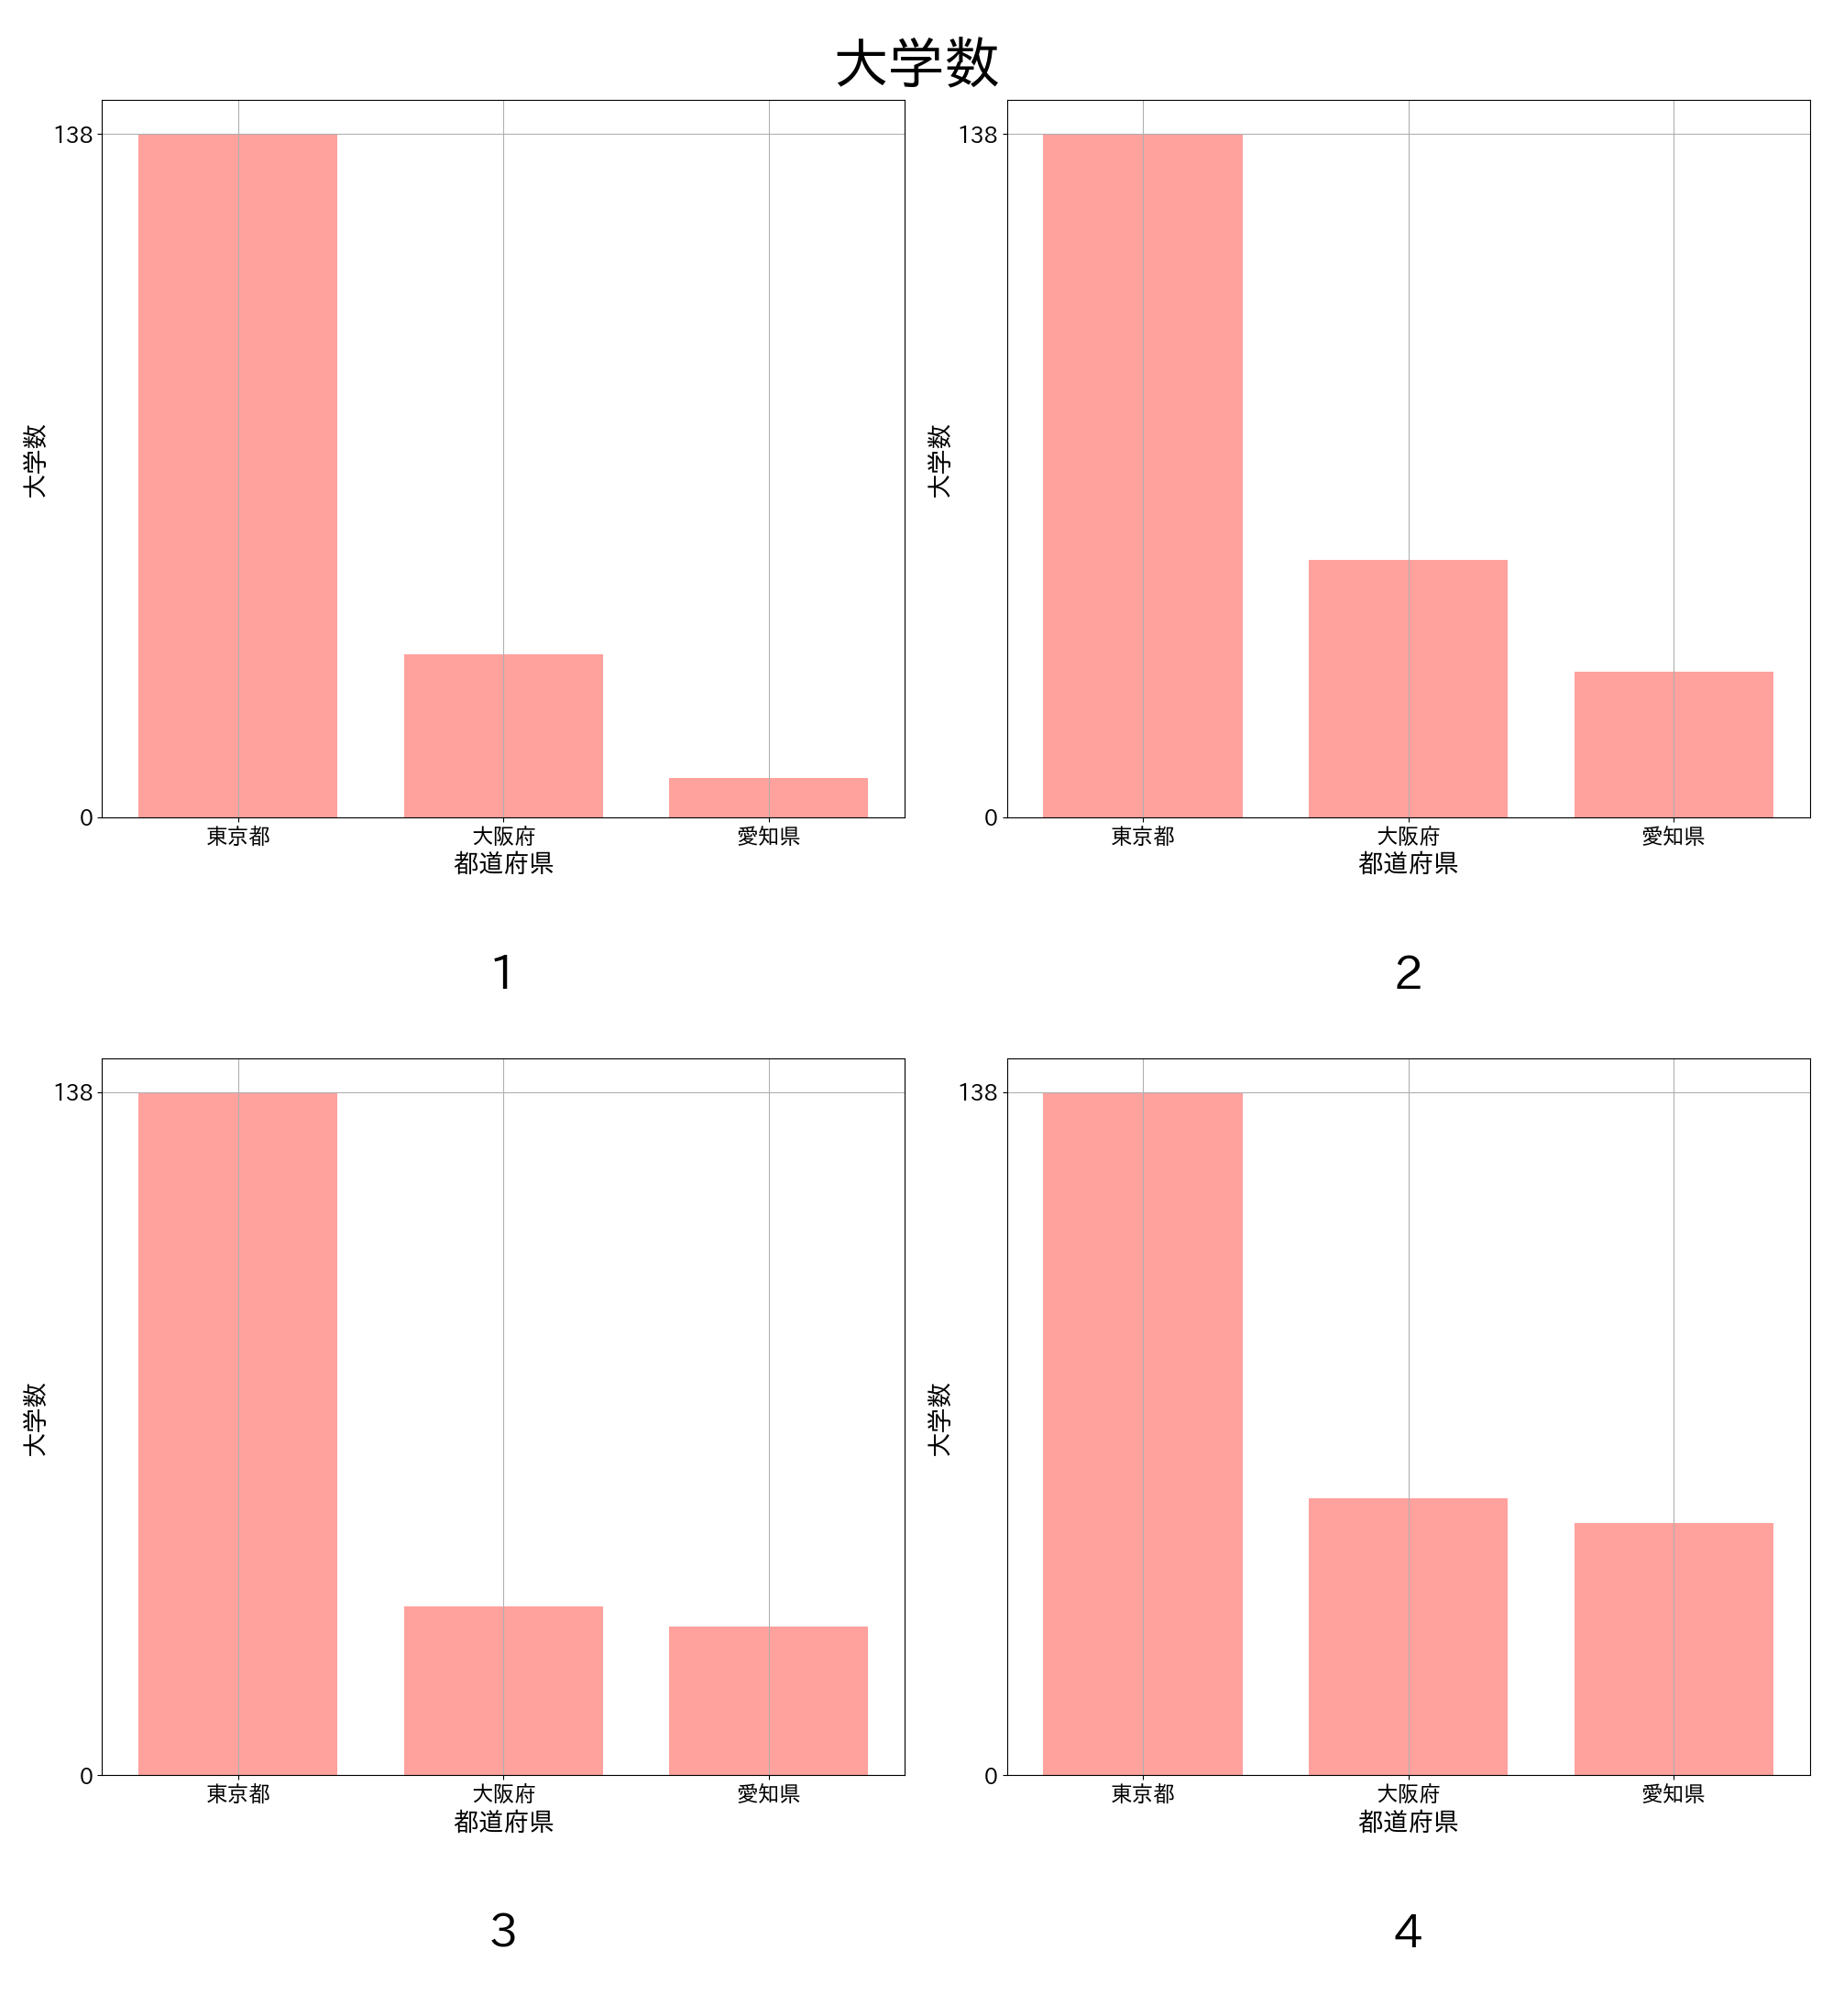 大学数
138
0
大学数
東京都 大阪府 愛知県
都道府県
1
138
0
大学数
東京都 大阪府 愛知県
都道府県
2
138
0
大学数
東京都 大阪府 愛知県
都道府県
3
138
0
大学数
東京都 大阪府 愛知県
都道府県
4